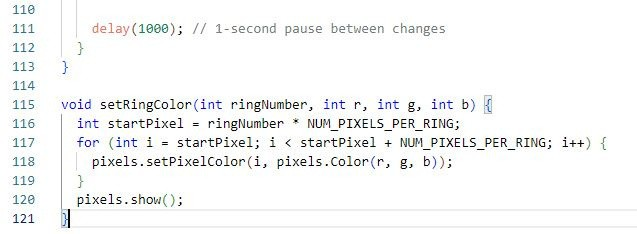 110
111 delay(1000); // 1-second pause between changes
112 }
113 }
114
115 void setRingColor(int ringNumber, int r, int g, int b) {
116 int startPixel = ringNumber * NUM_PIXELS_PER_RING;
117 for (int i = startPixel; i < startPixel + NUM_PIXELS_PER_RING; i++) {
118 pixels.setPixelColor(i, pixels.Color(r, g, b));
119 }
120 pixels.show();
121 }